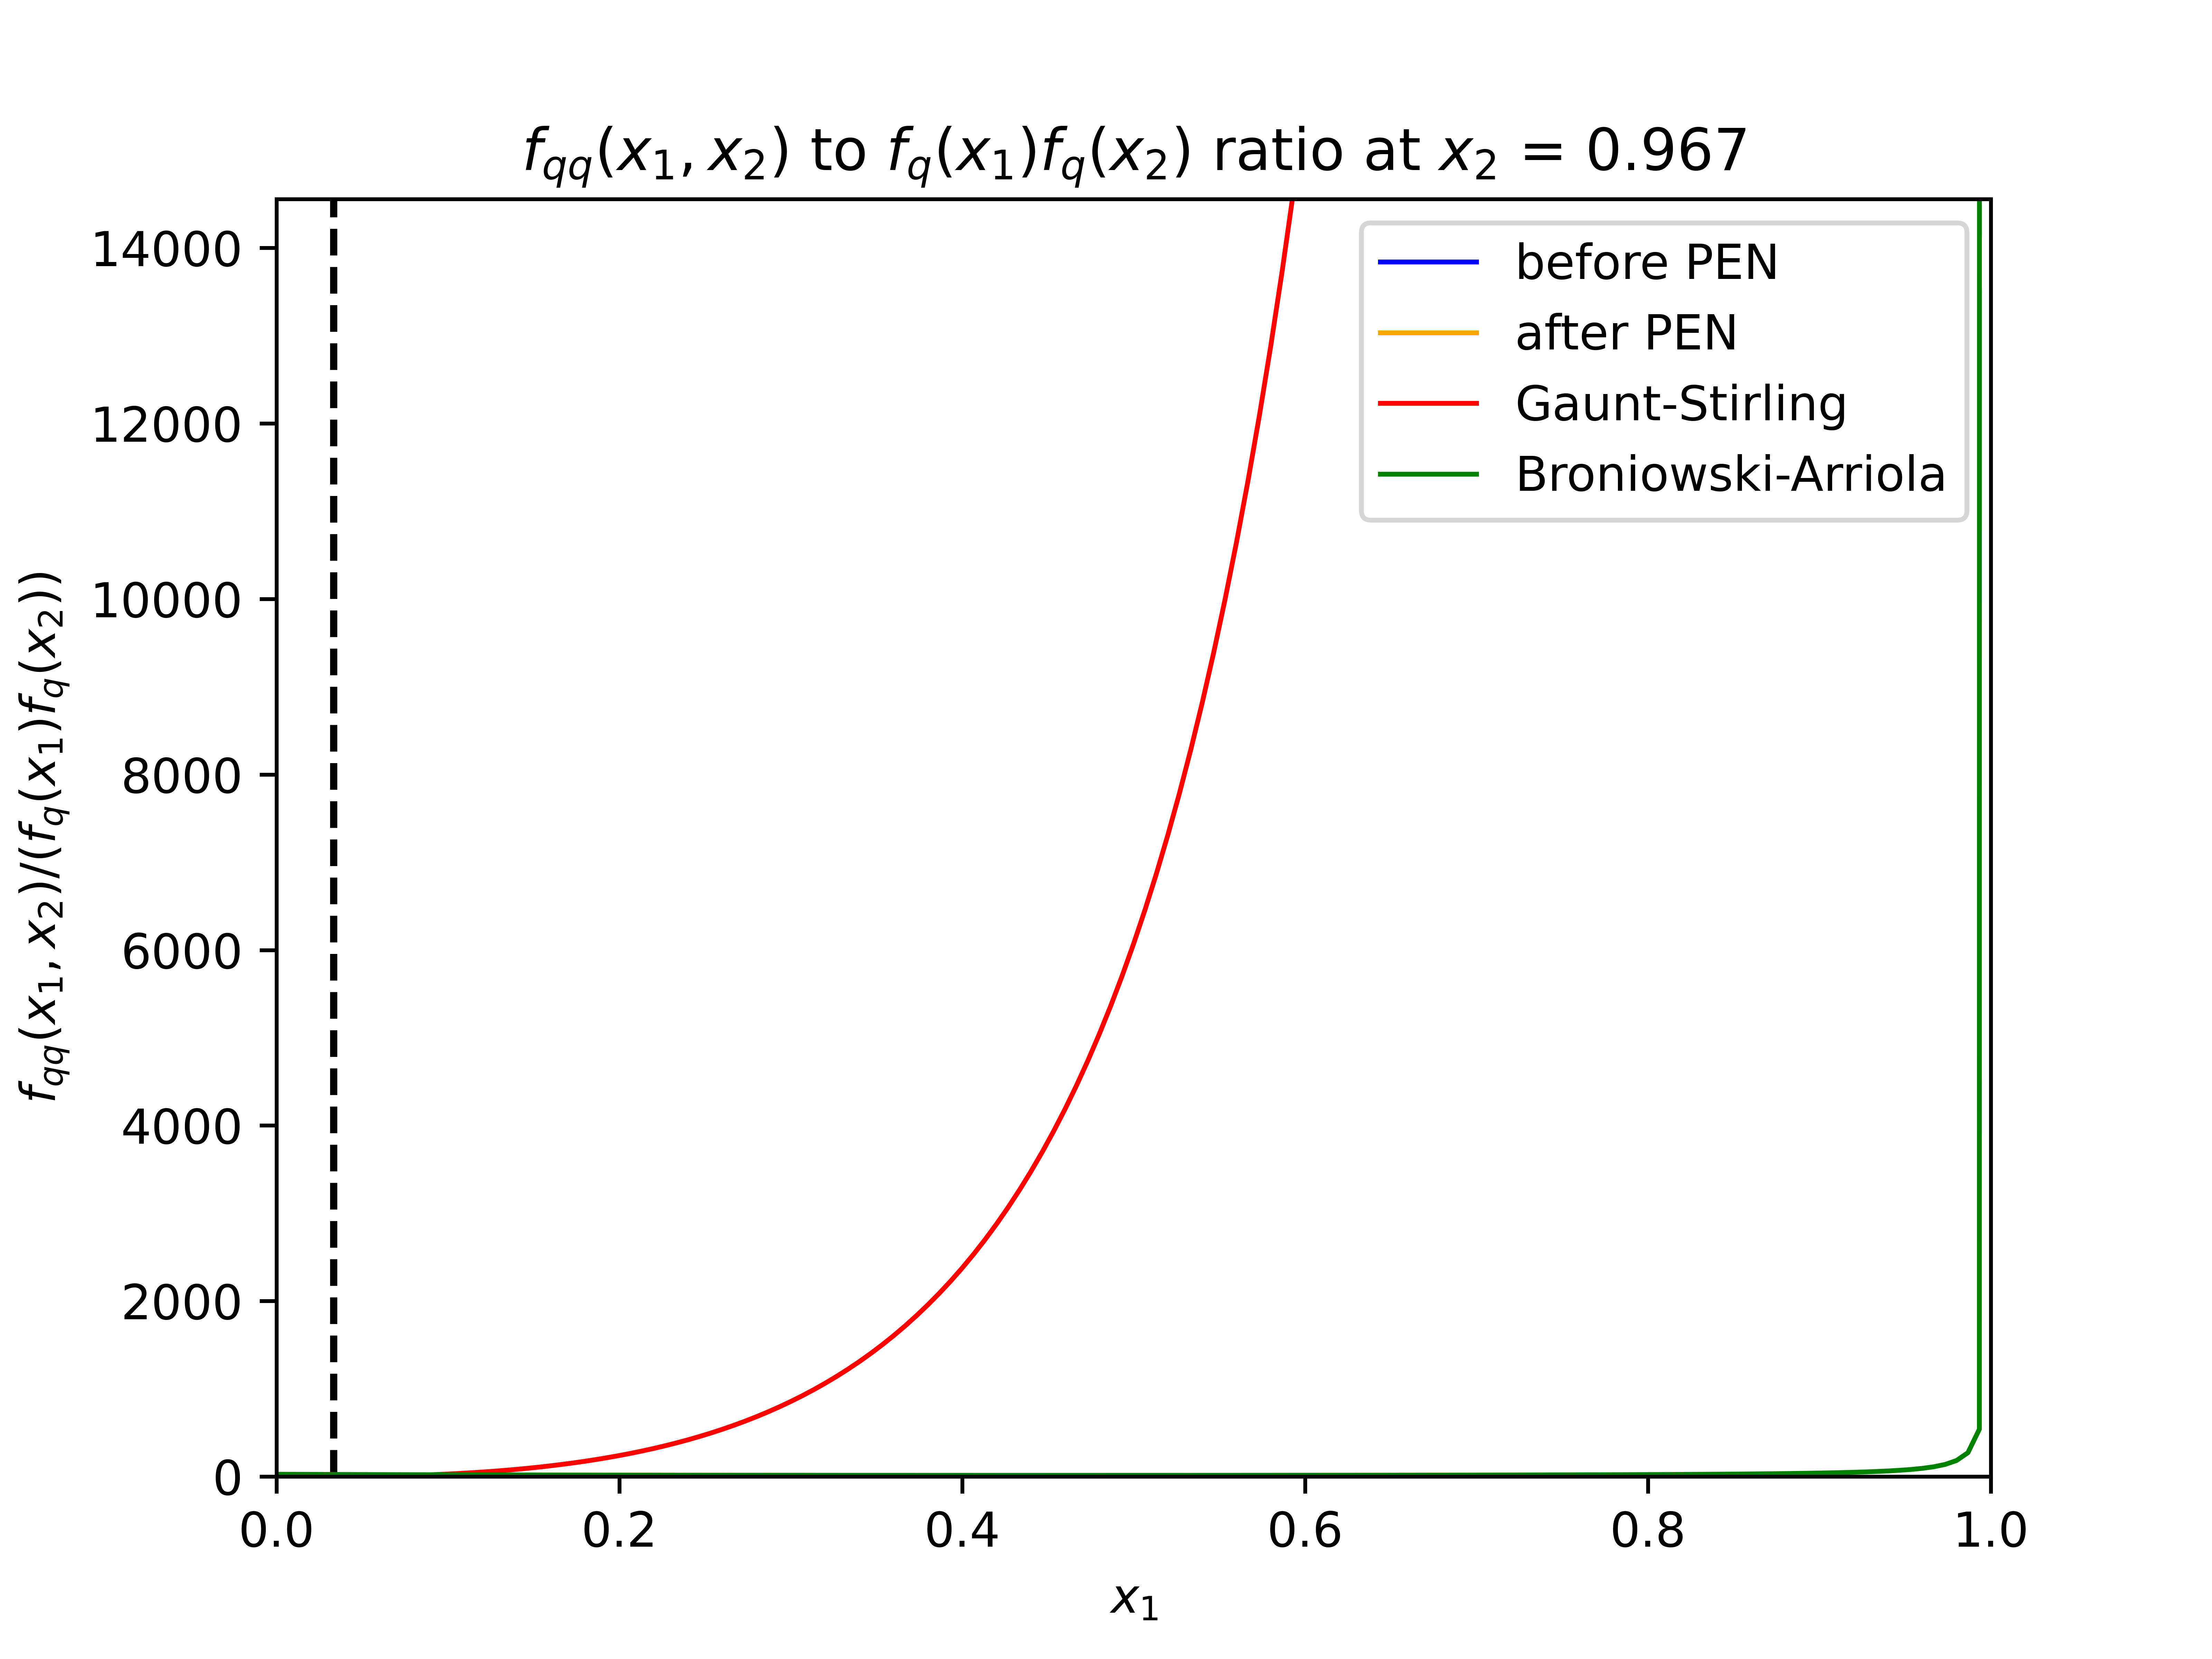 f_qq(x_1, x_2) to f_q(x_1)f_q(x_2) ratio at x_2 = 0.967
f_qq(x_1, x_2)/(f_q(x_1)f_q(x_2))
14000
12000
10000
8000
6000
4000
2000
0
before PEN
after PEN
Gaunt-Stirling
Broniowski-Arriola
0.0 0.2 0.4 0.6 0.8 1.0
x_1